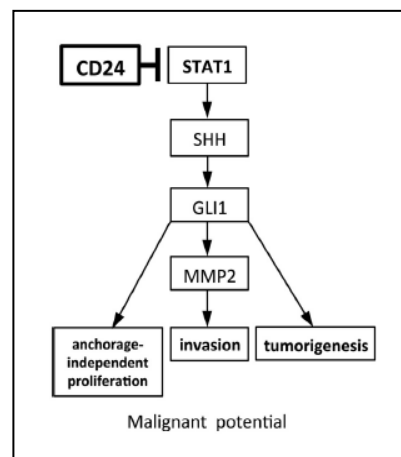 CD24
STAT1
SHH
GLI1
MMP2
anchorage-
independent
proliferation
invasion
tumorigenesis
Malignant potential